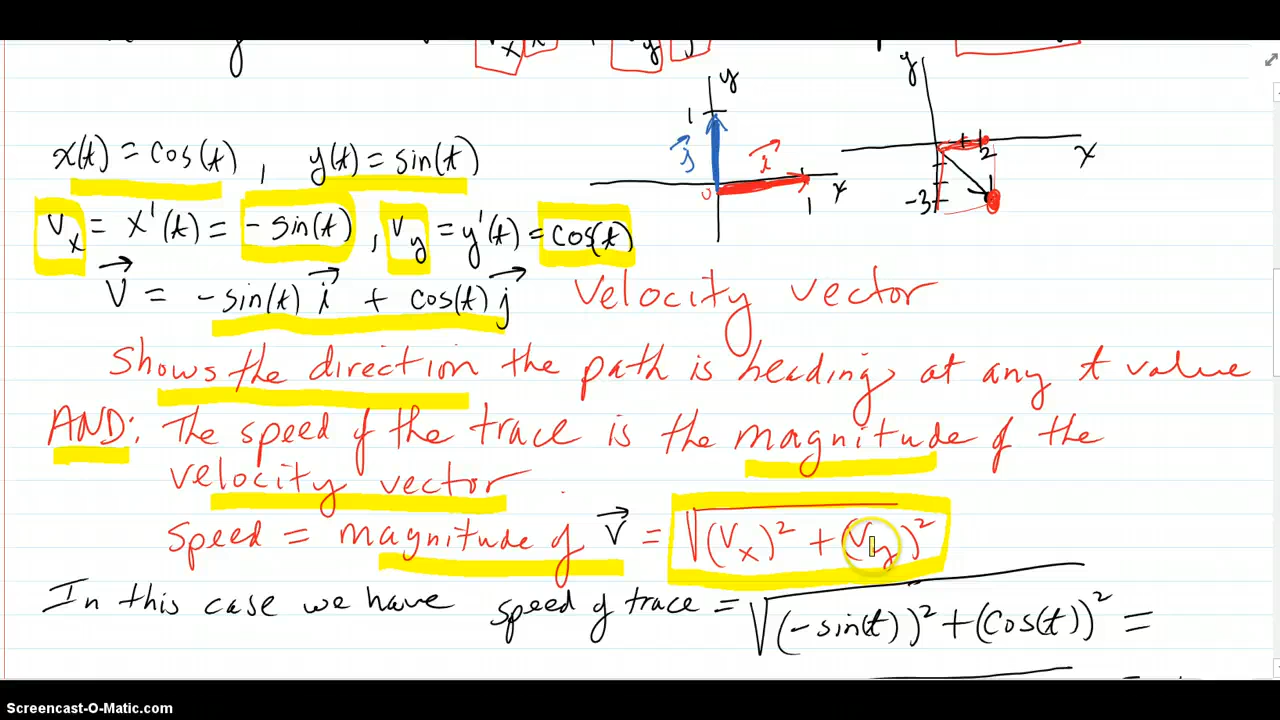 y
1
j
i
0
1
x
y
2
x
-3
x(t) = cos(t) , y(t) = sin(t)
Vx = x'(t) = -sin(t) , Vy = y'(t) = cos(t)
V = -sin(t) i + cos(t) j Velocity vector
Shows the direction the path is heading at any t value
AND: The speed of the trace is the magnitude of the
velocity vector.
speed = magnitude of V = √(Vx)² + (Vy)²
In this case we have speed of trace = √(-sin(t))² + (cos(t))² =
Screencast-O-Matic.com